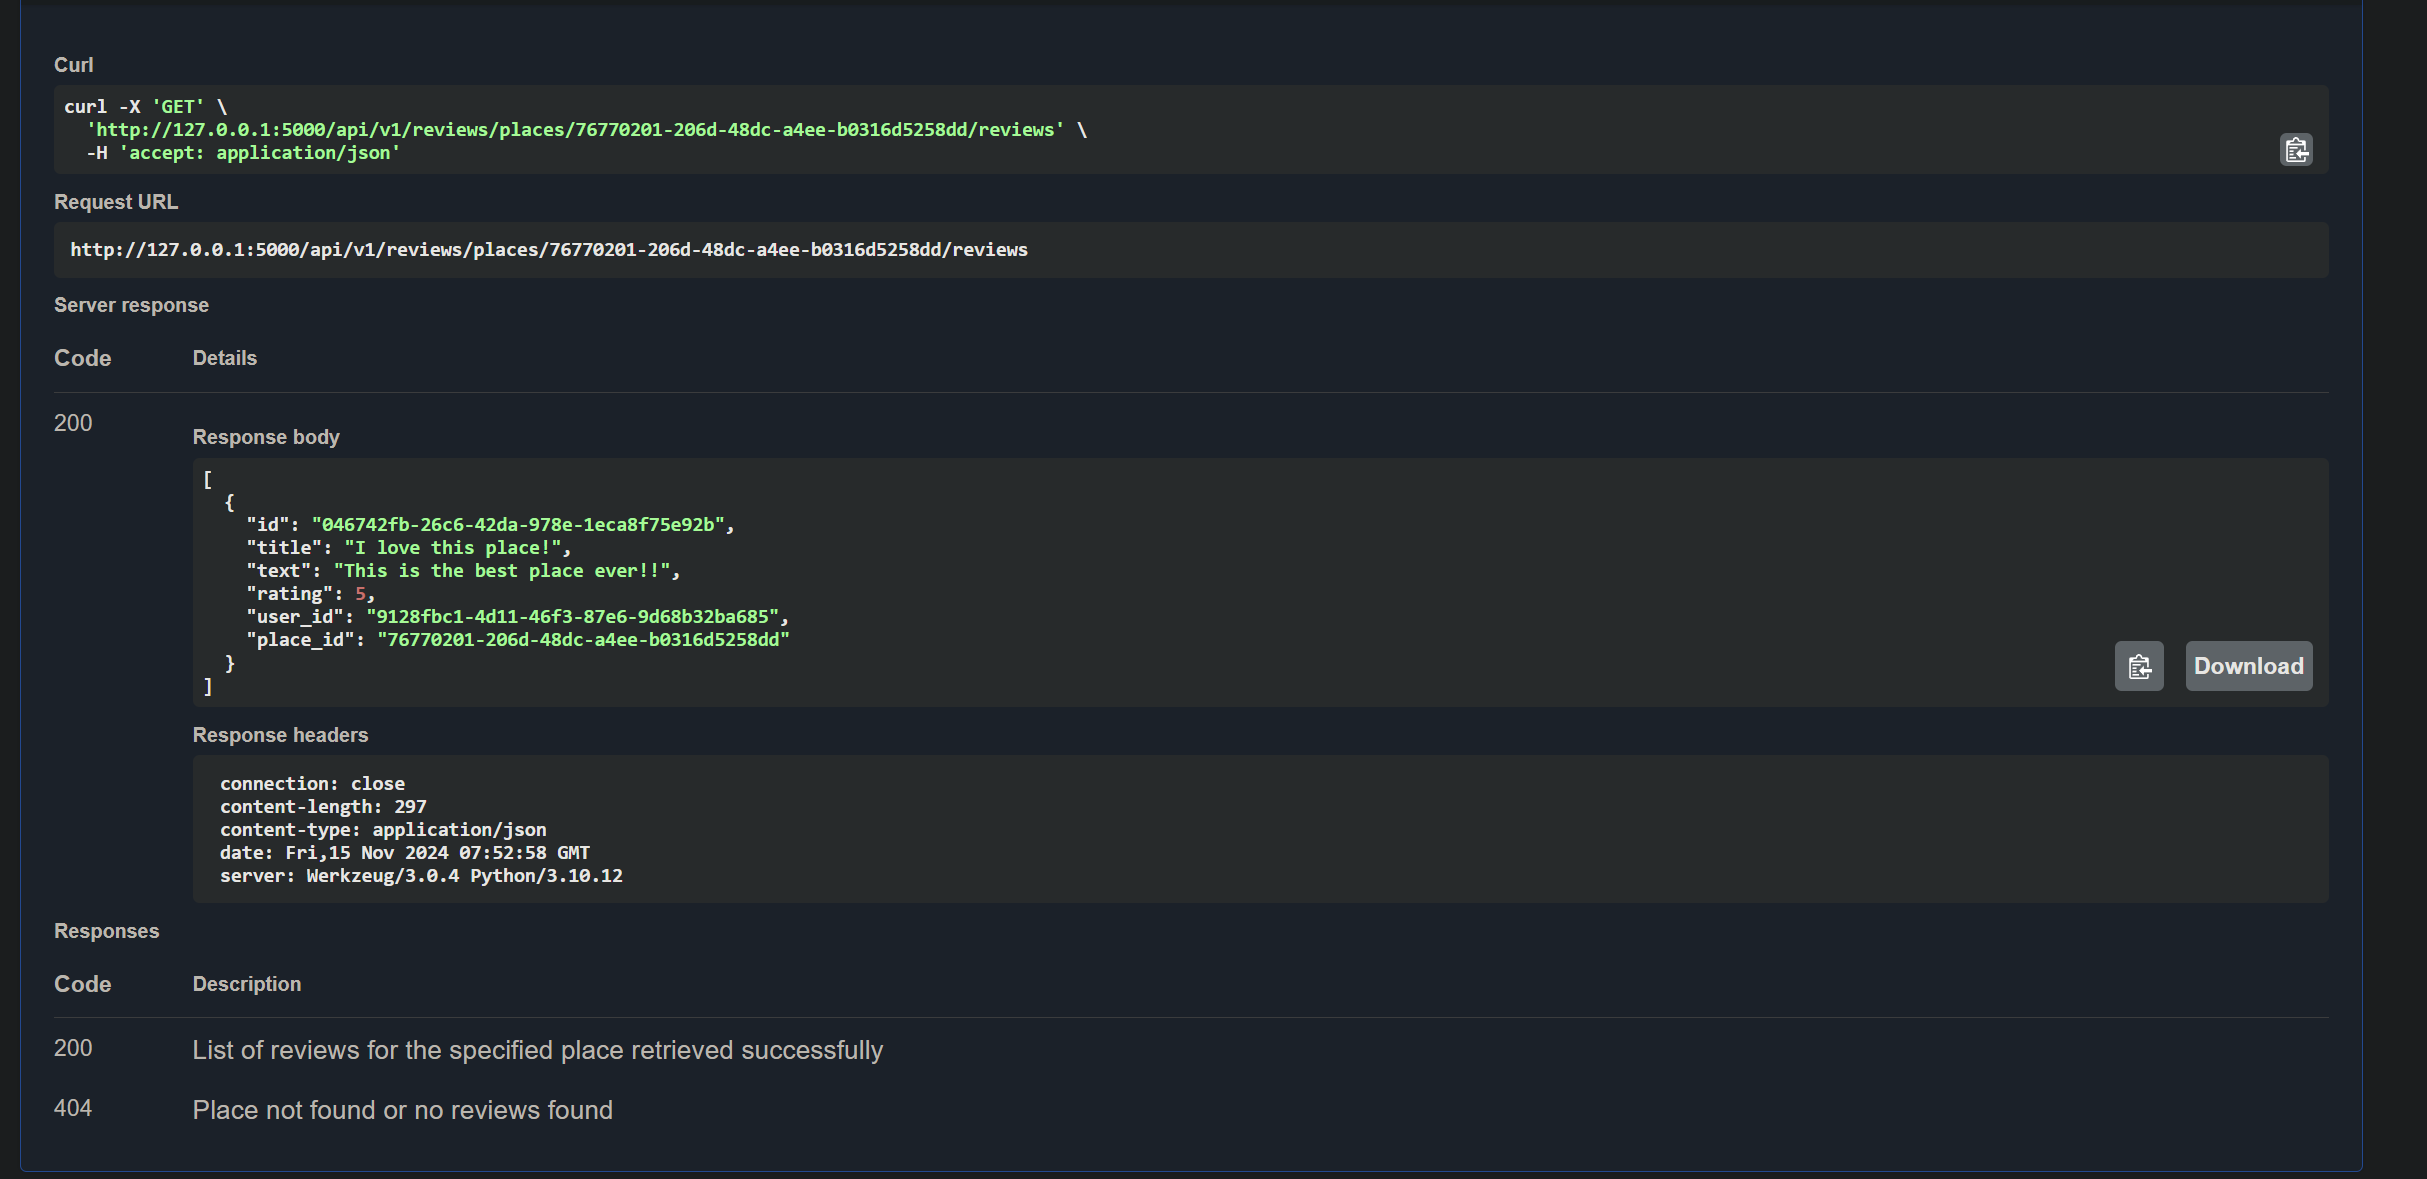 Curl
curl -X 'GET' \
  'http://127.0.0.1:5000/api/v1/reviews/places/76770201-206d-48dc-a4ee-b0316d5258dd/reviews' \
  -H 'accept: application/json'
Request URL
http://127.0.0.1:5000/api/v1/reviews/places/76770201-206d-48dc-a4ee-b0316d5258dd/reviews
Server response
Code Details
200
Response body
[
  {
    "id": "046742fb-26c6-42da-978e-1eca8f75e92b",
    "title": "I love this place!",
    "text": "This is the best place ever!!",
    "rating": 5,
    "user_id": "9128fbc1-4d11-46f3-87e6-9d68b32ba685",
    "place_id": "76770201-206d-48dc-a4ee-b0316d5258dd"
  }
]
Download
Response headers
connection: close
content-length: 297
content-type: application/json
date: Fri,15 Nov 2024 07:52:58 GMT
server: Werkzeug/3.0.4 Python/3.10.12
Responses
Code Description
200 List of reviews for the specified place retrieved successfully
404 Place not found or no reviews found